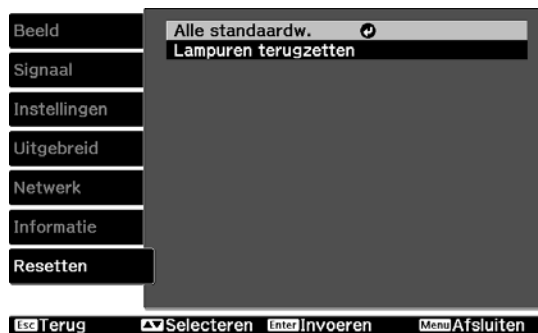 Beeld
Signaal
Instellingen
Uitgebreid
Netwerk
Informatie
Resetten
Alle standaardw.
Lampuren terugzetten
Esc Terug Selecteren Enter Invoeren Menu Afsluiten